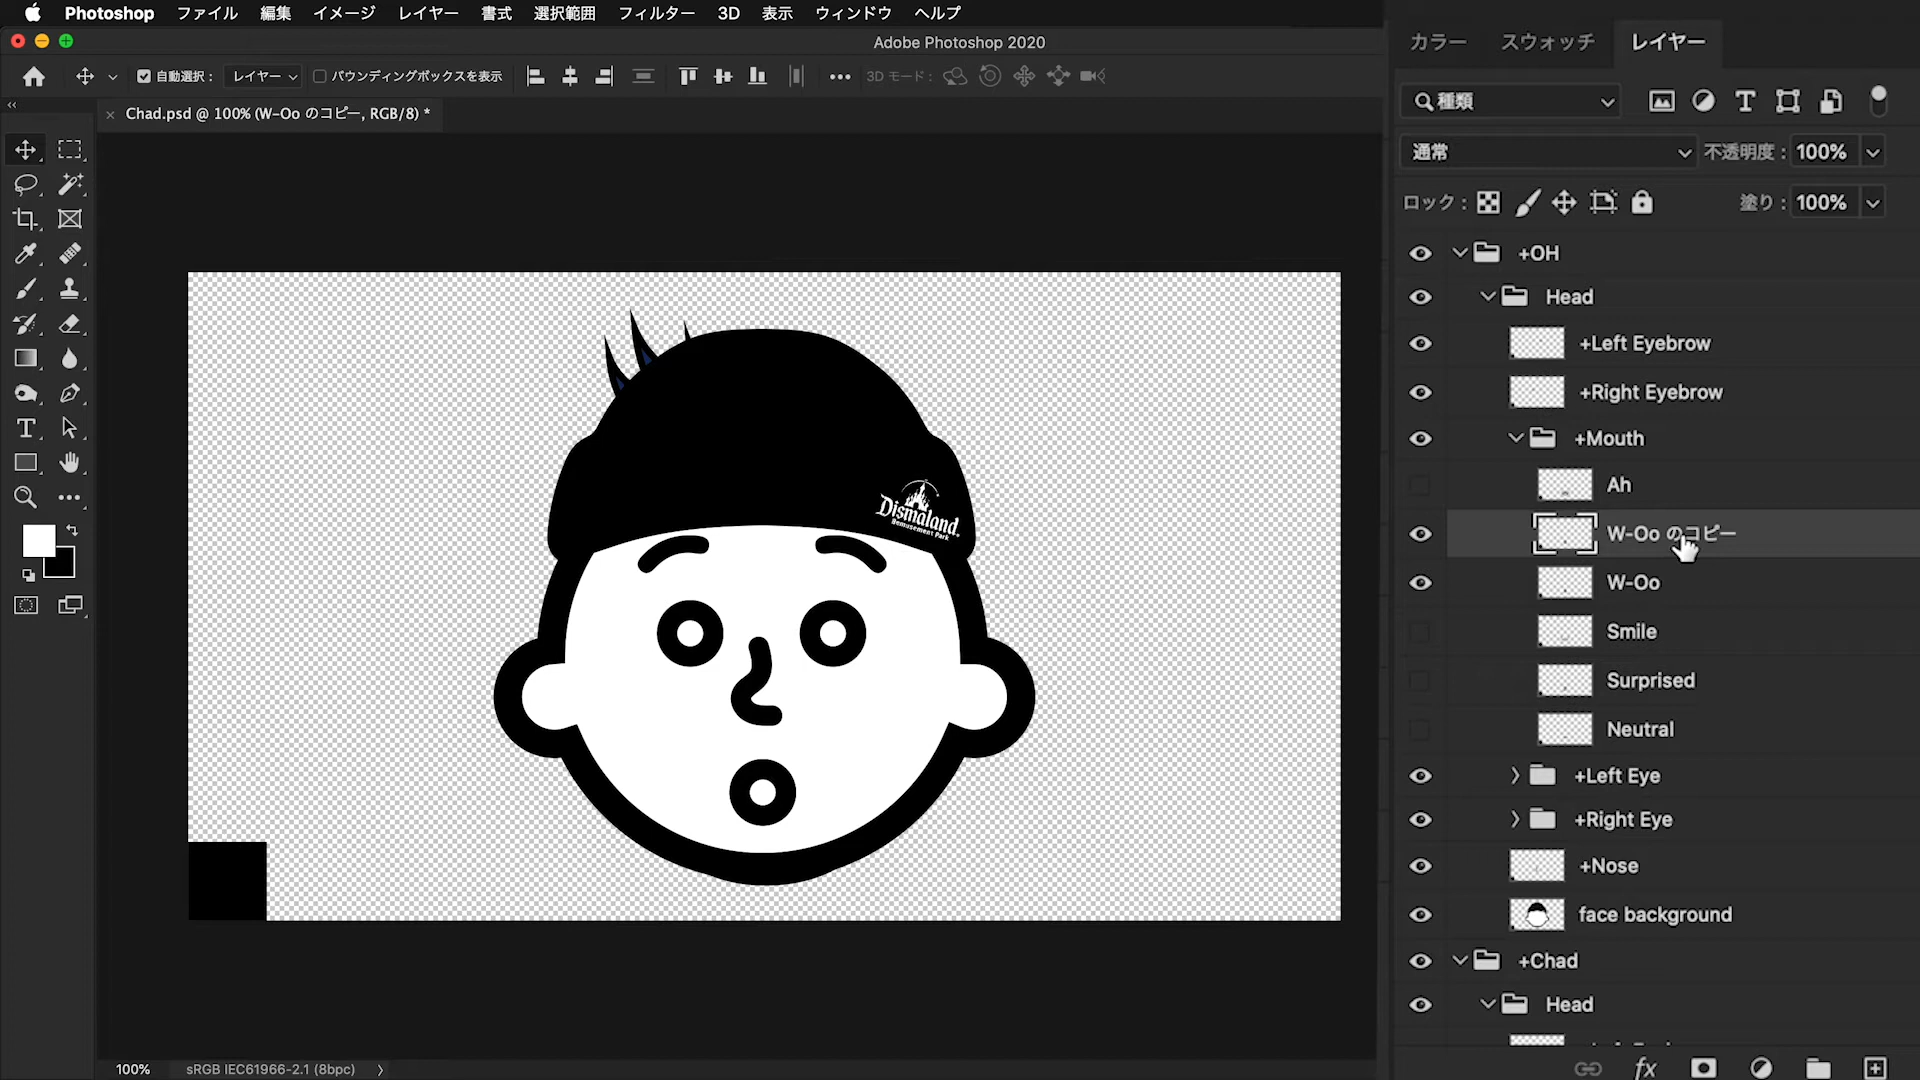 Photoshop ファイル 編集 イメージ レイヤー 書式 選択範囲 フィルター 3D 表示 ウィンドウ ヘルプ
Adobe Photoshop 2020
自動選択： レイヤー バウンディングボックスを表示 3D モード：
Chad.psd @ 100% (W-Oo のコピー, RGB/8) *
カラー スウォッチ レイヤー
種類
通常 不透明度： 100%
ロック： 塗り： 100%
+OH
Head
+Left Eyebrow
+Right Eyebrow
+Mouth
Ah
W-Oo のコピー
W-Oo
Smile
Surprised
Neutral
+Left Eye
+Right Eye
+Nose
face background
+Chad
Head
Dismaland
Bemusement Park
100% sRGB IEC61966-2.1 (8bpc)